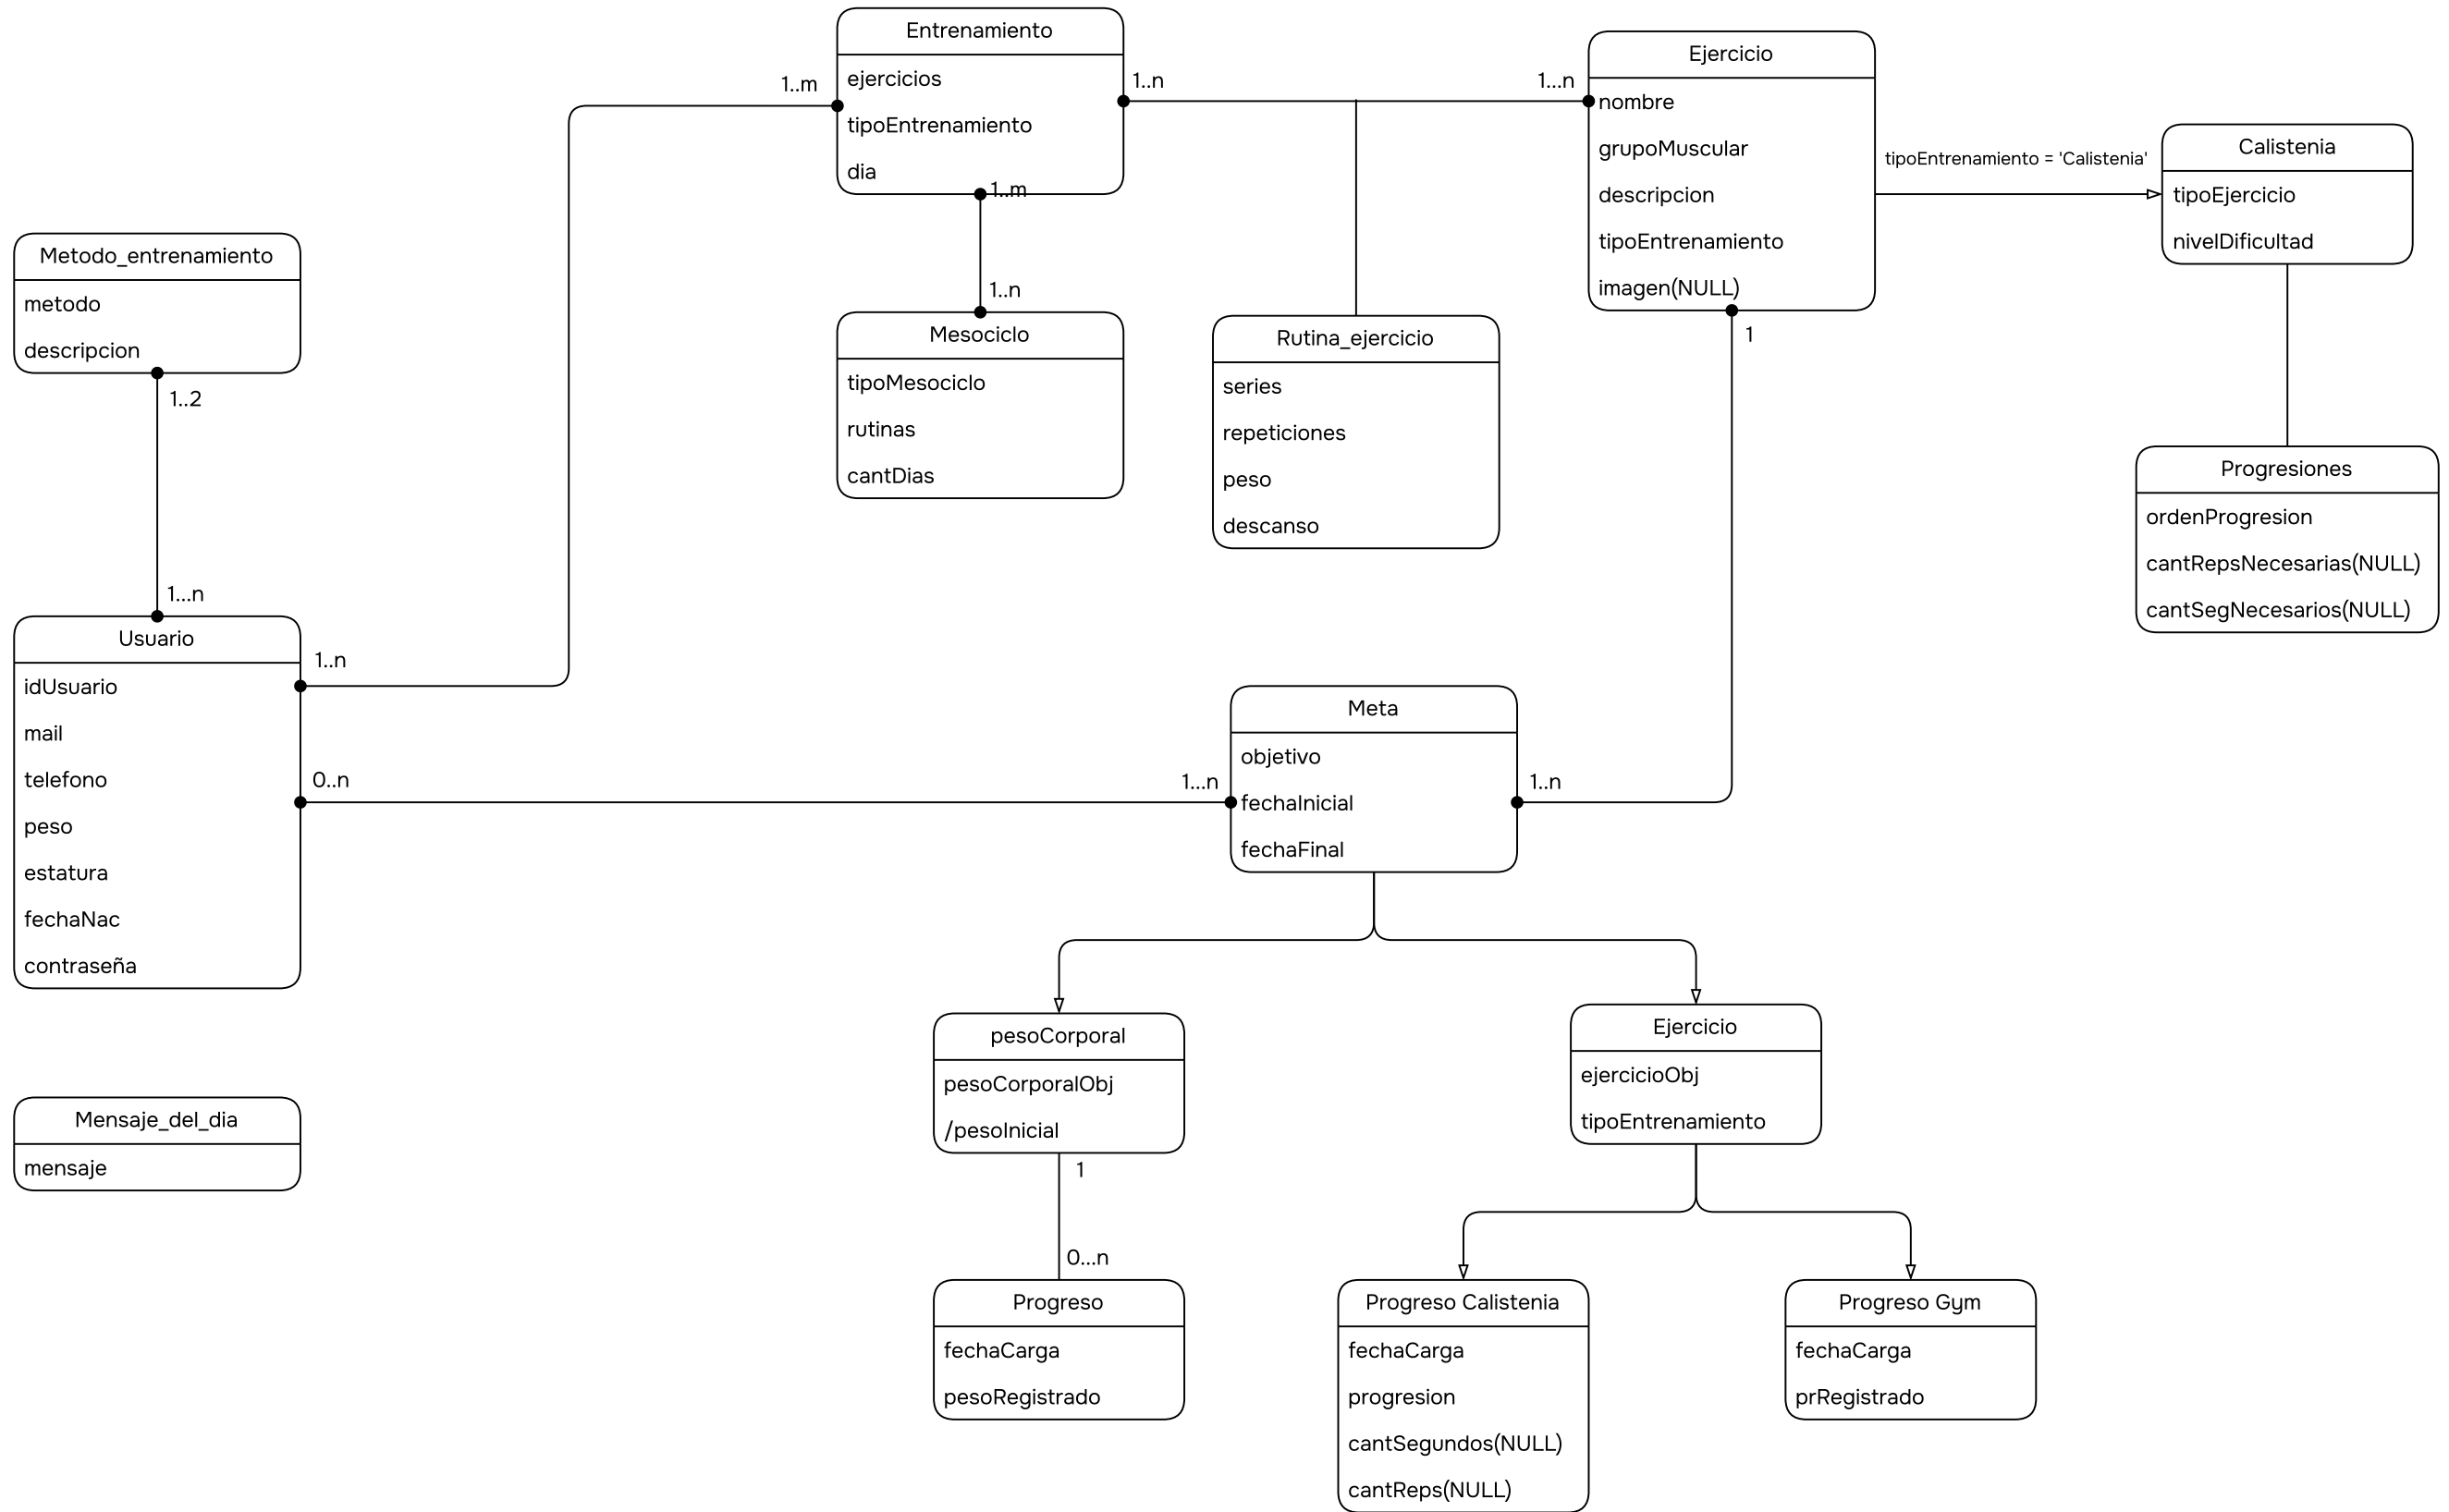 Entrenamiento
ejercicios
tipoEntrenamiento
dia
1..m
1..n
1...n
Ejercicio
nombre
grupoMuscular
descripcion
tipoEntrenamiento
imagen(NULL)
tipoEntrenamiento = 'Calistenia'
Calistenia
tipoEjercicio
nivelDificultad
1..m
1..n
Metodo_entrenamiento
metodo
descripcion
1..2
Mesociclo
tipoMesociclo
rutinas
cantDias
Rutina_ejercicio
series
repeticiones
peso
descanso
1
Progresiones
ordenProgresion
cantRepsNecesarias(NULL)
cantSegNecesarios(NULL)
1...n
Usuario
idUsuario
mail
telefono
peso
estatura
fechaNac
contraseña
1..n
0..n
1...n
Meta
objetivo
fechaInicial
fechaFinal
1..n
pesoCorporal
pesoCorporalObj
/pesoInicial
Ejercicio
ejercicioObj
tipoEntrenamiento
Mensaje_del_dia
mensaje
1
0...n
Progreso
fechaCarga
pesoRegistrado
Progreso Calistenia
fechaCarga
progresion
cantSegundos(NULL)
cantReps(NULL)
Progreso Gym
fechaCarga
prRegistrado